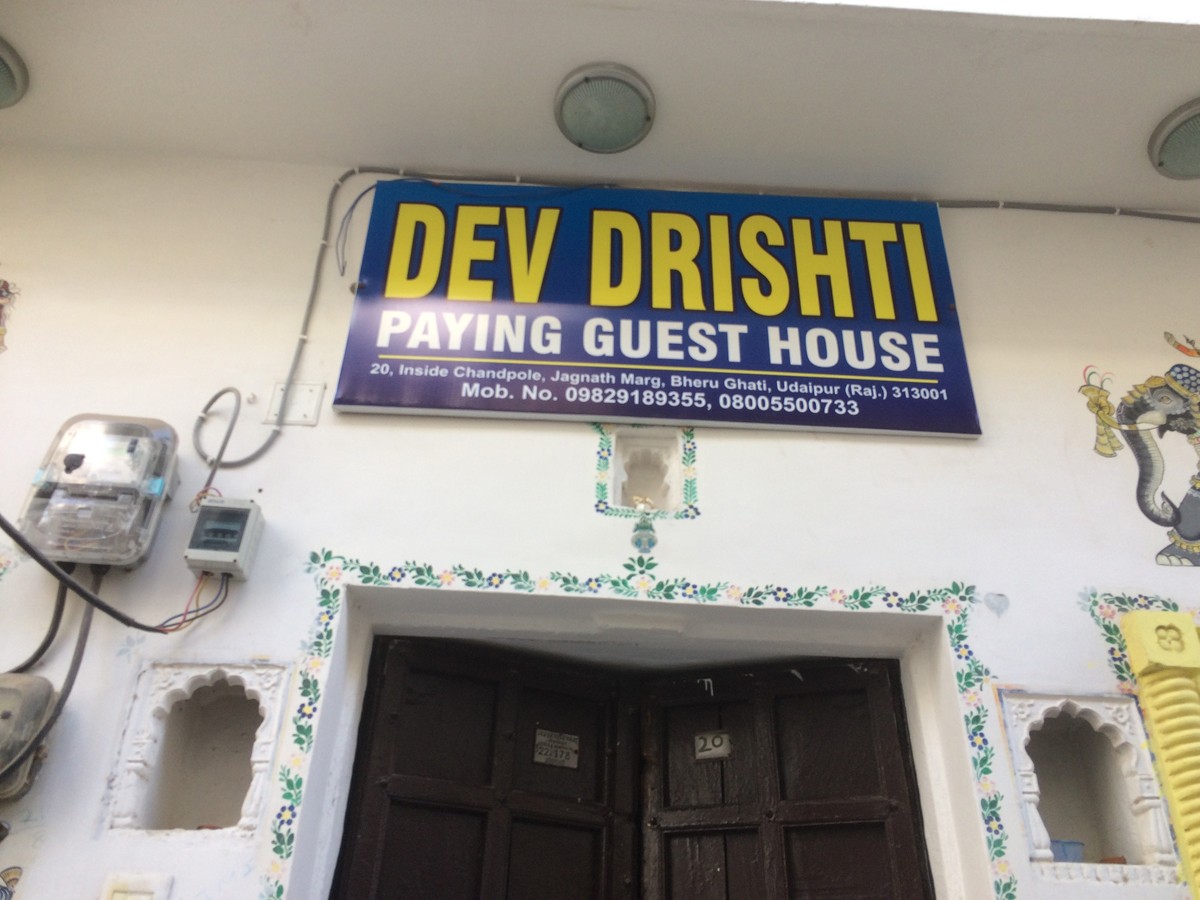 DEV DRISHTI
PAYING GUEST HOUSE
20, Inside Chandpole, Jagnath Marg, Bheru Ghati, Udaipur (Raj.) 313001
Mob. No. 09829189355, 08005500733
20
8